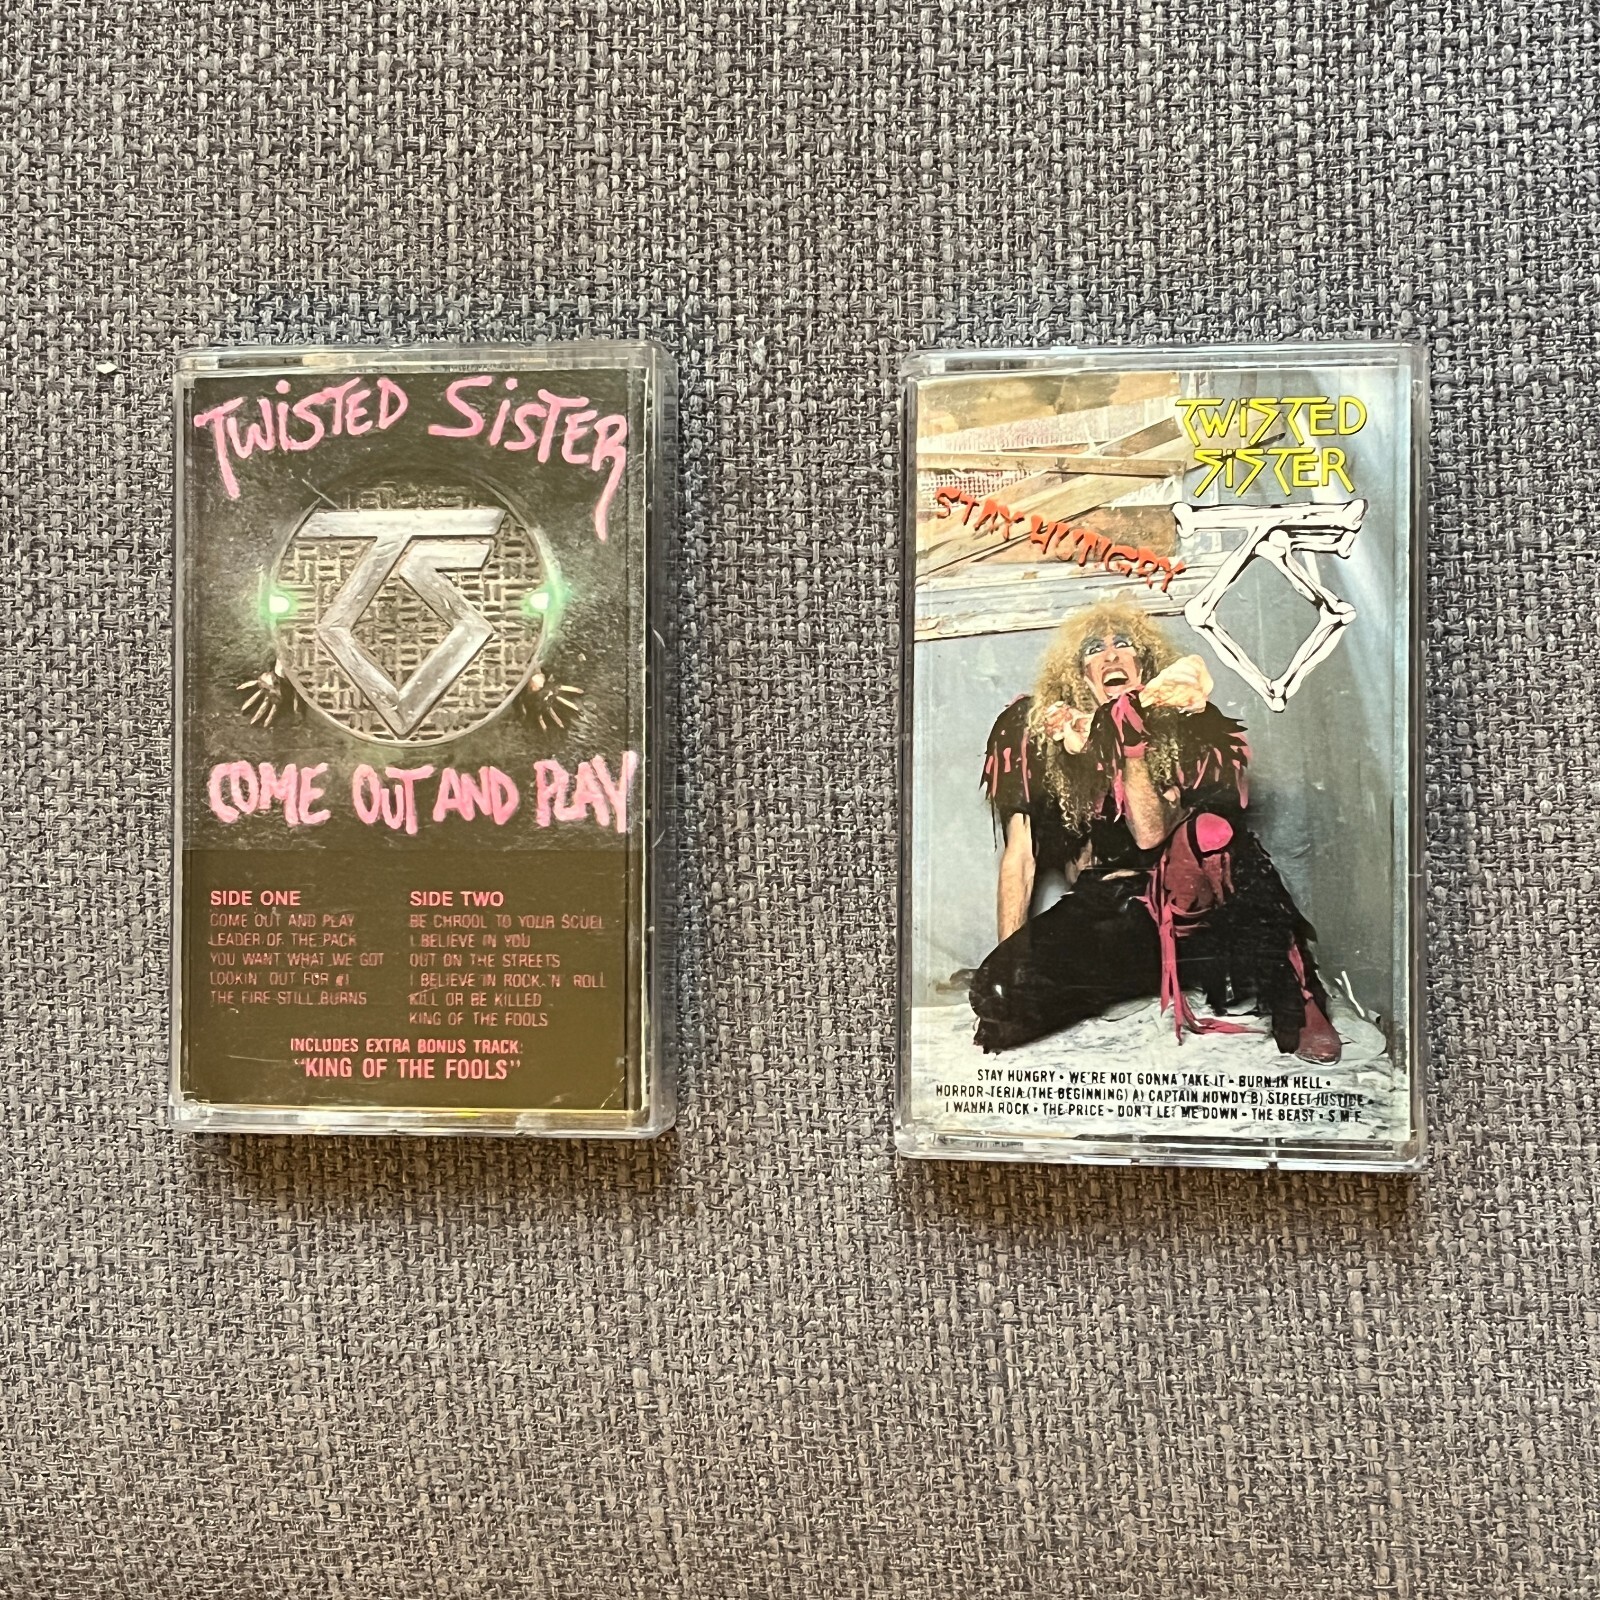 TWiSTED SiSTER
COME OUT AND PLAY
SIDE ONE
COME OUT AND PLAY
LEADER OF THE PACK
YOU WANT WHAT WE GOT
LOOKIN' OUT FOR #1
THE FIRE STILL BURNS
SIDE TWO
BE CHROOL TO YOUR SCUEL
I BELIEVE IN YOU
OUT ON THE STREETS
I BELIEVE IN ROCK 'N' ROLL
KILL OR BE KILLED
KING OF THE FOOLS
INCLUDES EXTRA BONUS TRACK:
"KING OF THE FOOLS"
TWiSTED
SiSTER
STAY HUNGRY
STAY HUNGRY • WE'RE NOT GONNA TAKE IT • BURN IN HELL •
HORROR-TERIA (THE BEGINNING) A) CAPTAIN HOWDY B) STREET JUSTICE •
I WANNA ROCK • THE PRICE • DON'T LET ME DOWN • THE BEAST • S.M.F.